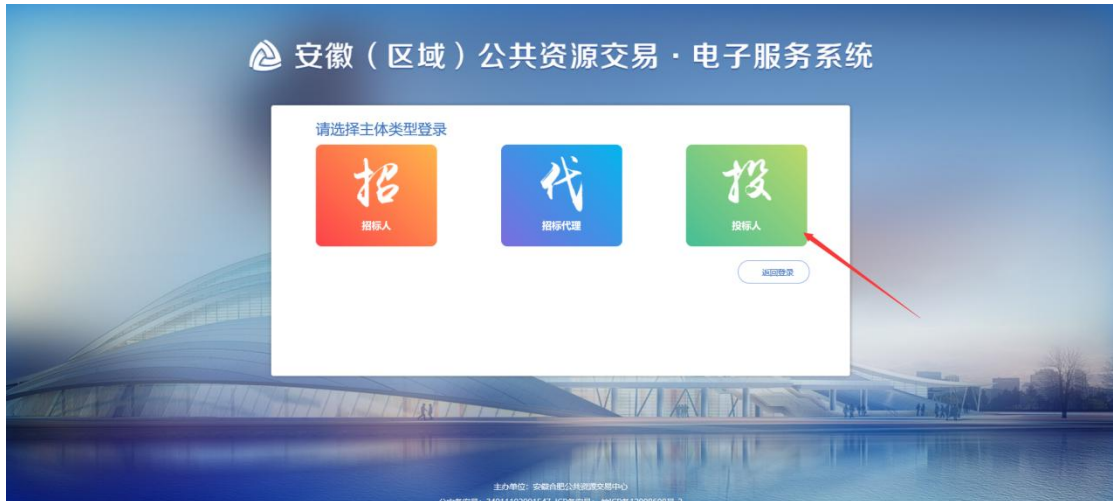 安徽（区域）公共资源交易·电子服务系统
请选择主体类型登录
招 代 投
招标人 招标代理 投标人
返回登录
主办单位：安徽合肥公共资源交易中心